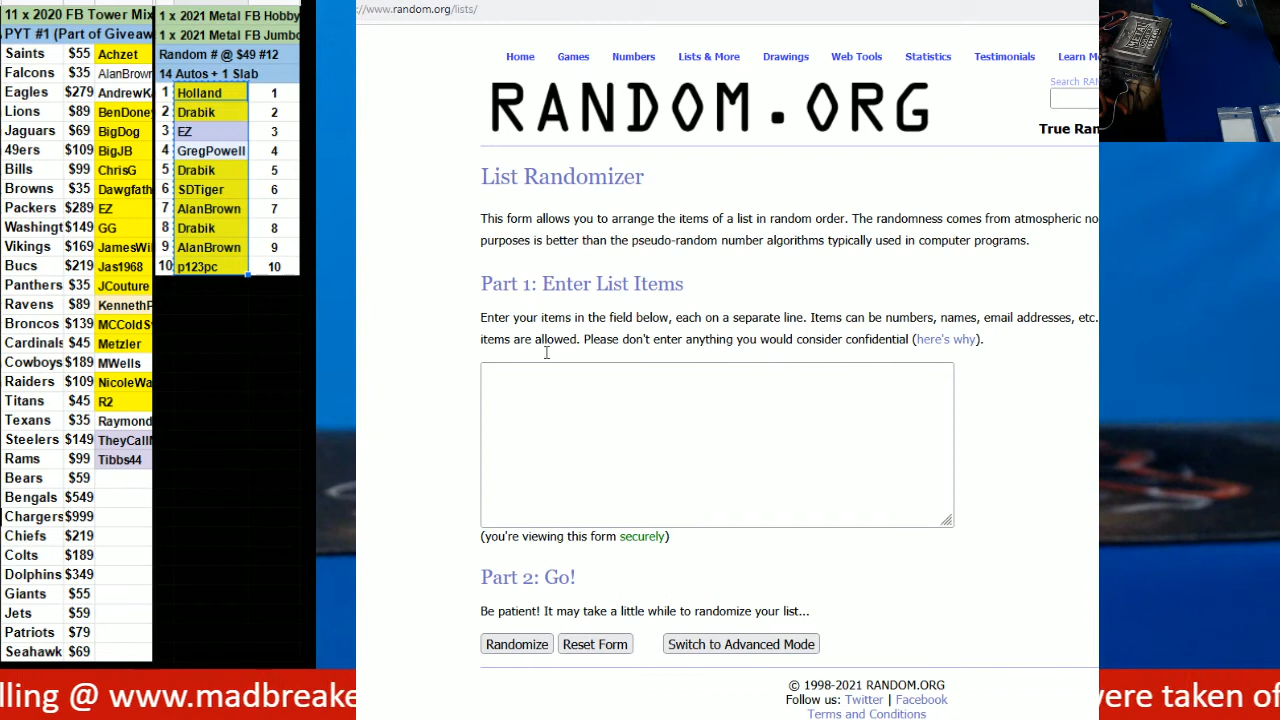 11 x 2020 FB Tower Mix
PYT #1 (Part of Giveaw
Saints $55 Achzet
Falcons $35 AlanBrown
Eagles $279 AndrewK
Lions $89 BenDoney
Jaguars $69 BigDog
49ers $109 BigJB
Bills $99 ChrisG
Browns $35 Dawgfath
Packers $289 EZ
Washingt $149 GG
Vikings $169 JamesWil
Bucs $219 Jas1968
Panthers $35 JCouture
Ravens $89 KennethP
Broncos $139 MCColdS
Cardinals $45 Metzler
Cowboys $189 MWells
Raiders $109 NicoleWa
Titans $45 R2
Texans $35 Raymond
Steelers $149 TheyCall
Rams $99 Tibbs44
Bears $59
Bengals $549
Chargers $999
Chiefs $219
Colts $189
Dolphins $349
Giants $55
Jets $59
Patriots $79
Seahawk $69
1 x 2021 Metal FB Hobby
1 x 2021 Metal FB Jumbo
Random # @ $49 #12
14 Autos + 1 Slab
1 Holland 1
2 Drabik 2
3 EZ 3
4 GregPowell 4
5 Drabik 5
6 SDTiger 6
7 AlanBrown 7
8 Drabik 8
9 AlanBrown 9
10 p123pc 10
www.random.org/lists/
Home Games Numbers Lists & More Drawings Web Tools Statistics Testimonials Learn Mo
Search RAN
RANDOM.ORG
True Ran
List Randomizer
This form allows you to arrange the items of a list in random order. The randomness comes from atmospheric no
purposes is better than the pseudo-random number algorithms typically used in computer programs.
Part 1: Enter List Items
Enter your items in the field below, each on a separate line. Items can be numbers, names, email addresses, etc.
items are allowed. Please don't enter anything you would consider confidential (here's why).
(you're viewing this form securely)
Part 2: Go!
Be patient! It may take a little while to randomize your list...
Randomize Reset Form Switch to Advanced Mode
© 1998-2021 RANDOM.ORG
Follow us: Twitter | Facebook
Terms and Conditions
lling @ www.madbreake
vere taken of